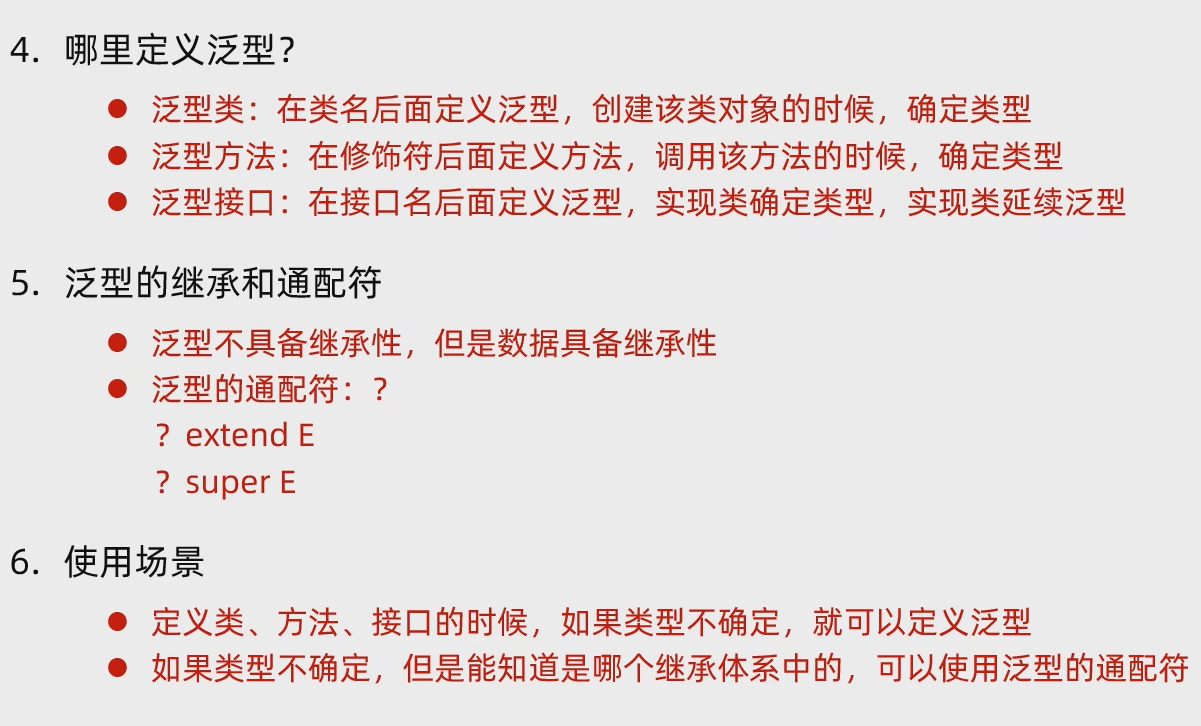 4. 哪里定义泛型？
● 泛型类：在类名后面定义泛型，创建该类对象的时候，确定类型
● 泛型方法：在修饰符后面定义方法，调用该方法的时候，确定类型
● 泛型接口：在接口名后面定义泛型，实现类确定类型，实现类延续泛型
5. 泛型的继承和通配符
● 泛型不具备继承性，但是数据具备继承性
● 泛型的通配符：？
？extend E
？super E
6. 使用场景
● 定义类、方法、接口的时候，如果类型不确定，就可以定义泛型
● 如果类型不确定，但是能知道是哪个继承体系中的，可以使用泛型的通配符